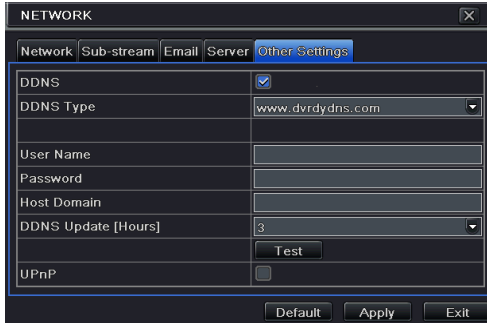 NETWORK
Network Sub-stream Email Server Other Settings
DDNS
DDNS Type www.dvrdydns.com
User Name
Password
Host Domain
DDNS Update [Hours] 3
Test
UPnP
Default Apply Exit